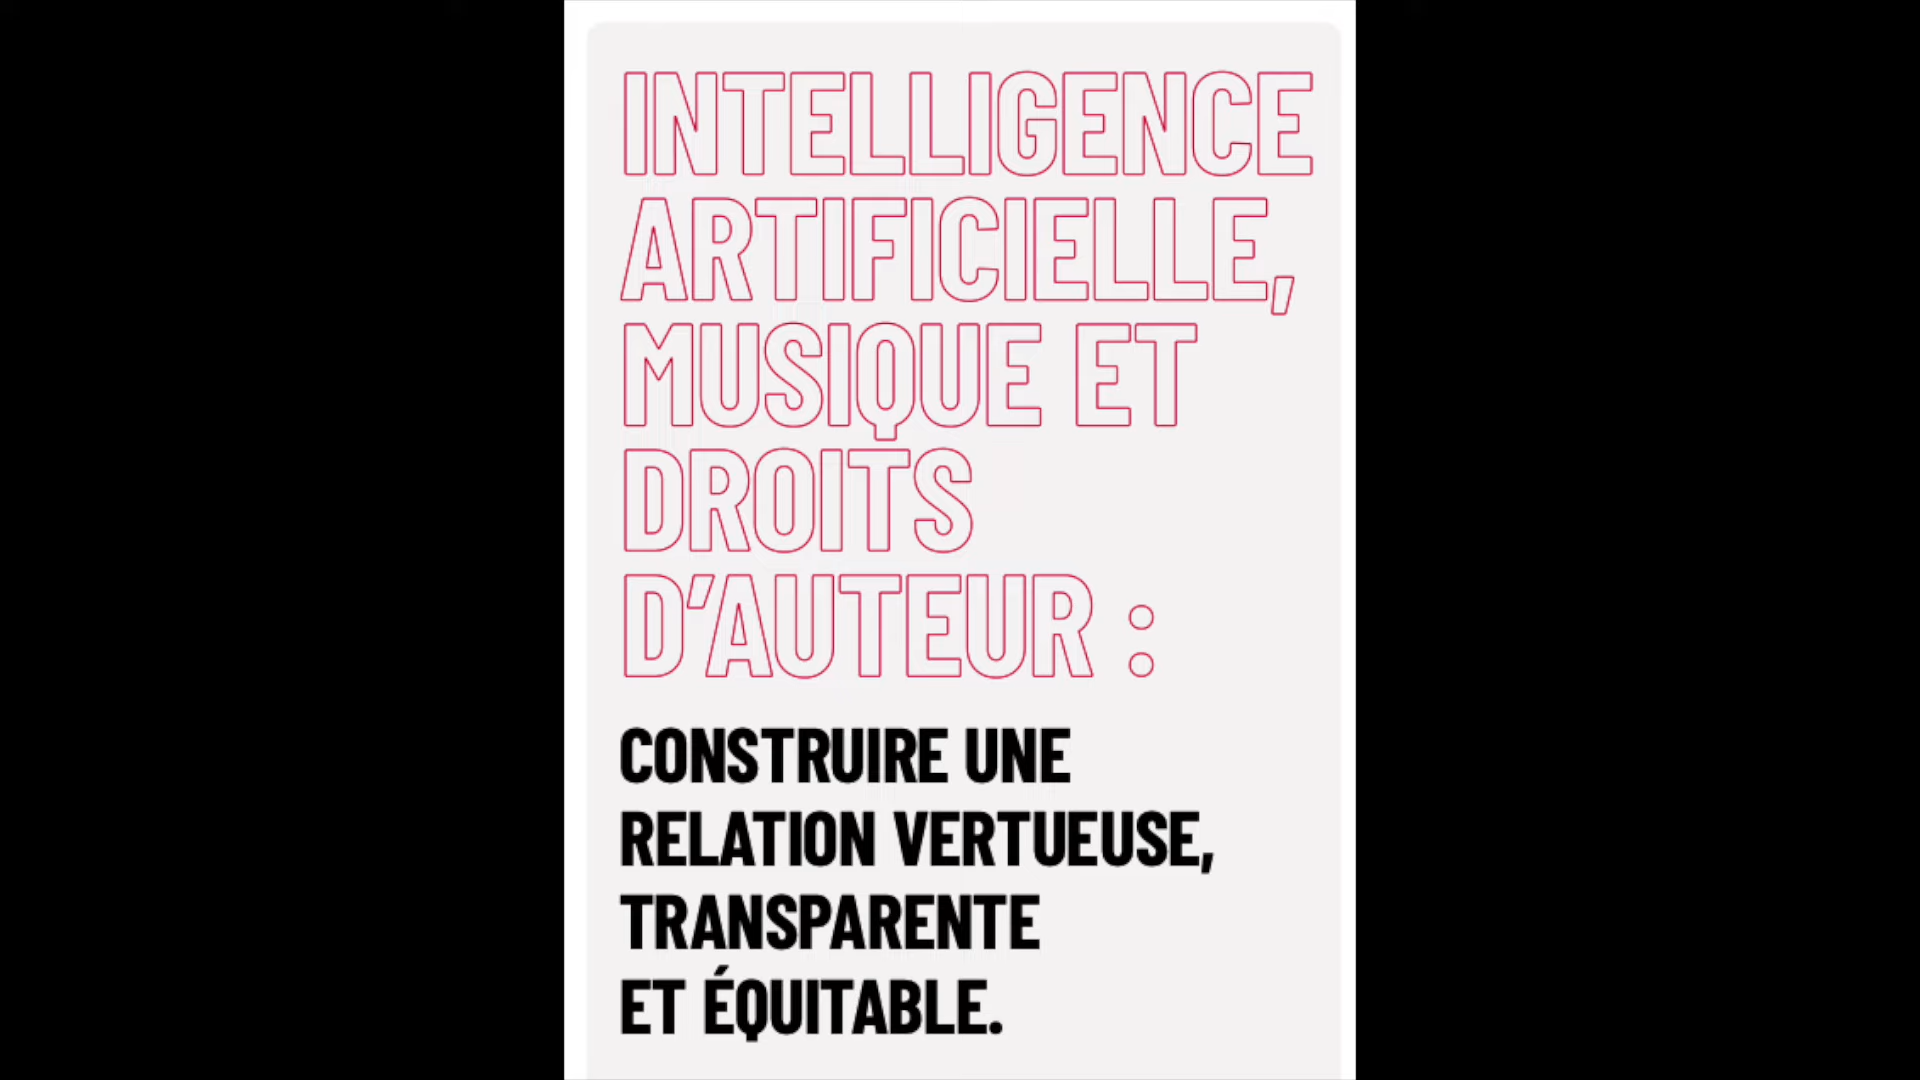 INTELLIGENCE
ARTIFICIELLE,
MUSIQUE ET
DROITS
D’AUTEUR :
CONSTRUIRE UNE
RELATION VERTUEUSE,
TRANSPARENTE
ET ÉQUITABLE.